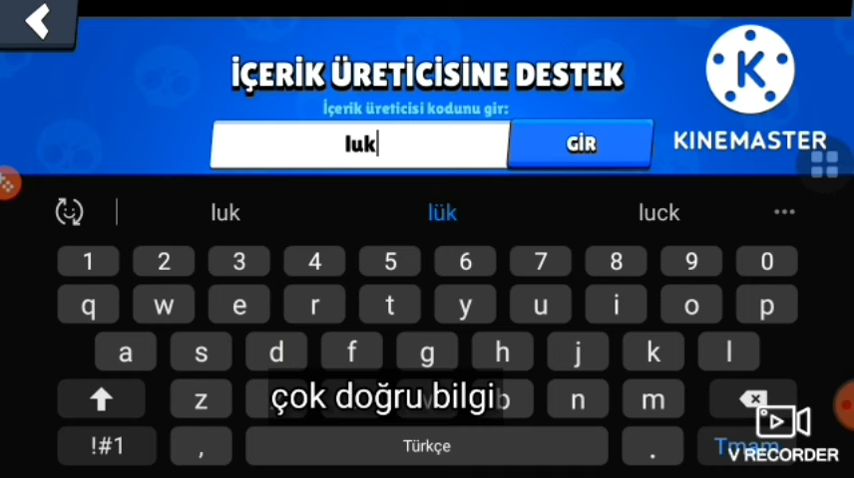 İÇERİK ÜRETİCİSİNE DESTEK
İçerik üreticisi kodunu gir:
luk
GİR
K
KINEMASTER
luk lük luck
1 2 3 4 5 6 7 8 9 0
q w e r t y u i o p
a s d f g h j k l
z b n m
çok doğru bilgi
!#1 , Türkçe . Tmam
V RECORDER